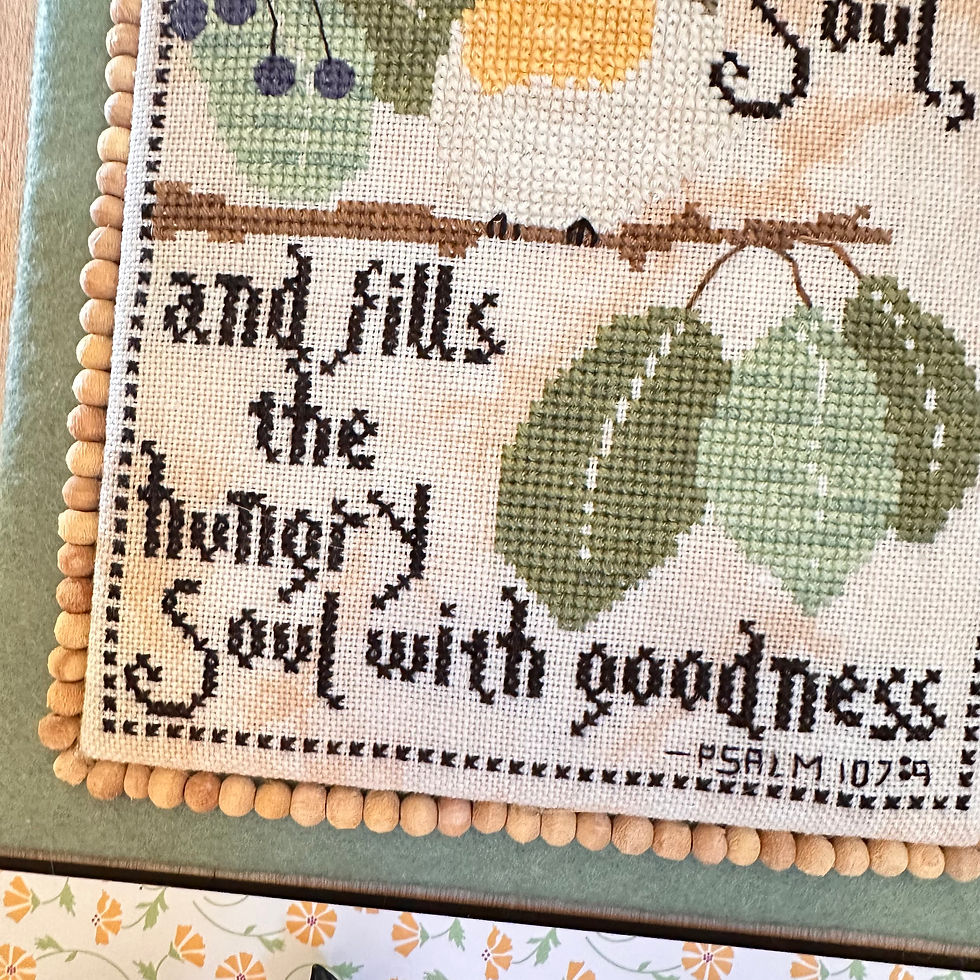 Soul,
and fills
the
hungry
Soul with goodness
—PSALM 107:9